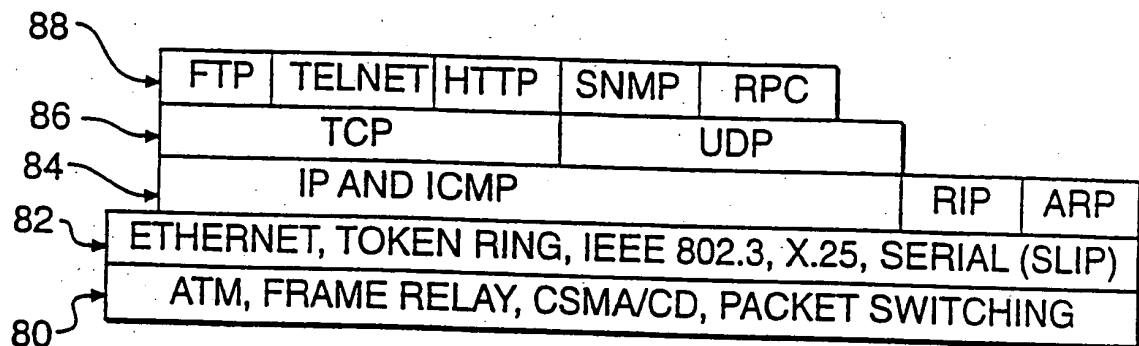 88 FTP TELNET HTTP SNMP RPC
86 TCP UDP
84 IP AND ICMP RIP ARP
82 ETHERNET, TOKEN RING, IEEE 802.3, X.25, SERIAL (SLIP)
80 ATM, FRAME RELAY, CSMA/CD, PACKET SWITCHING